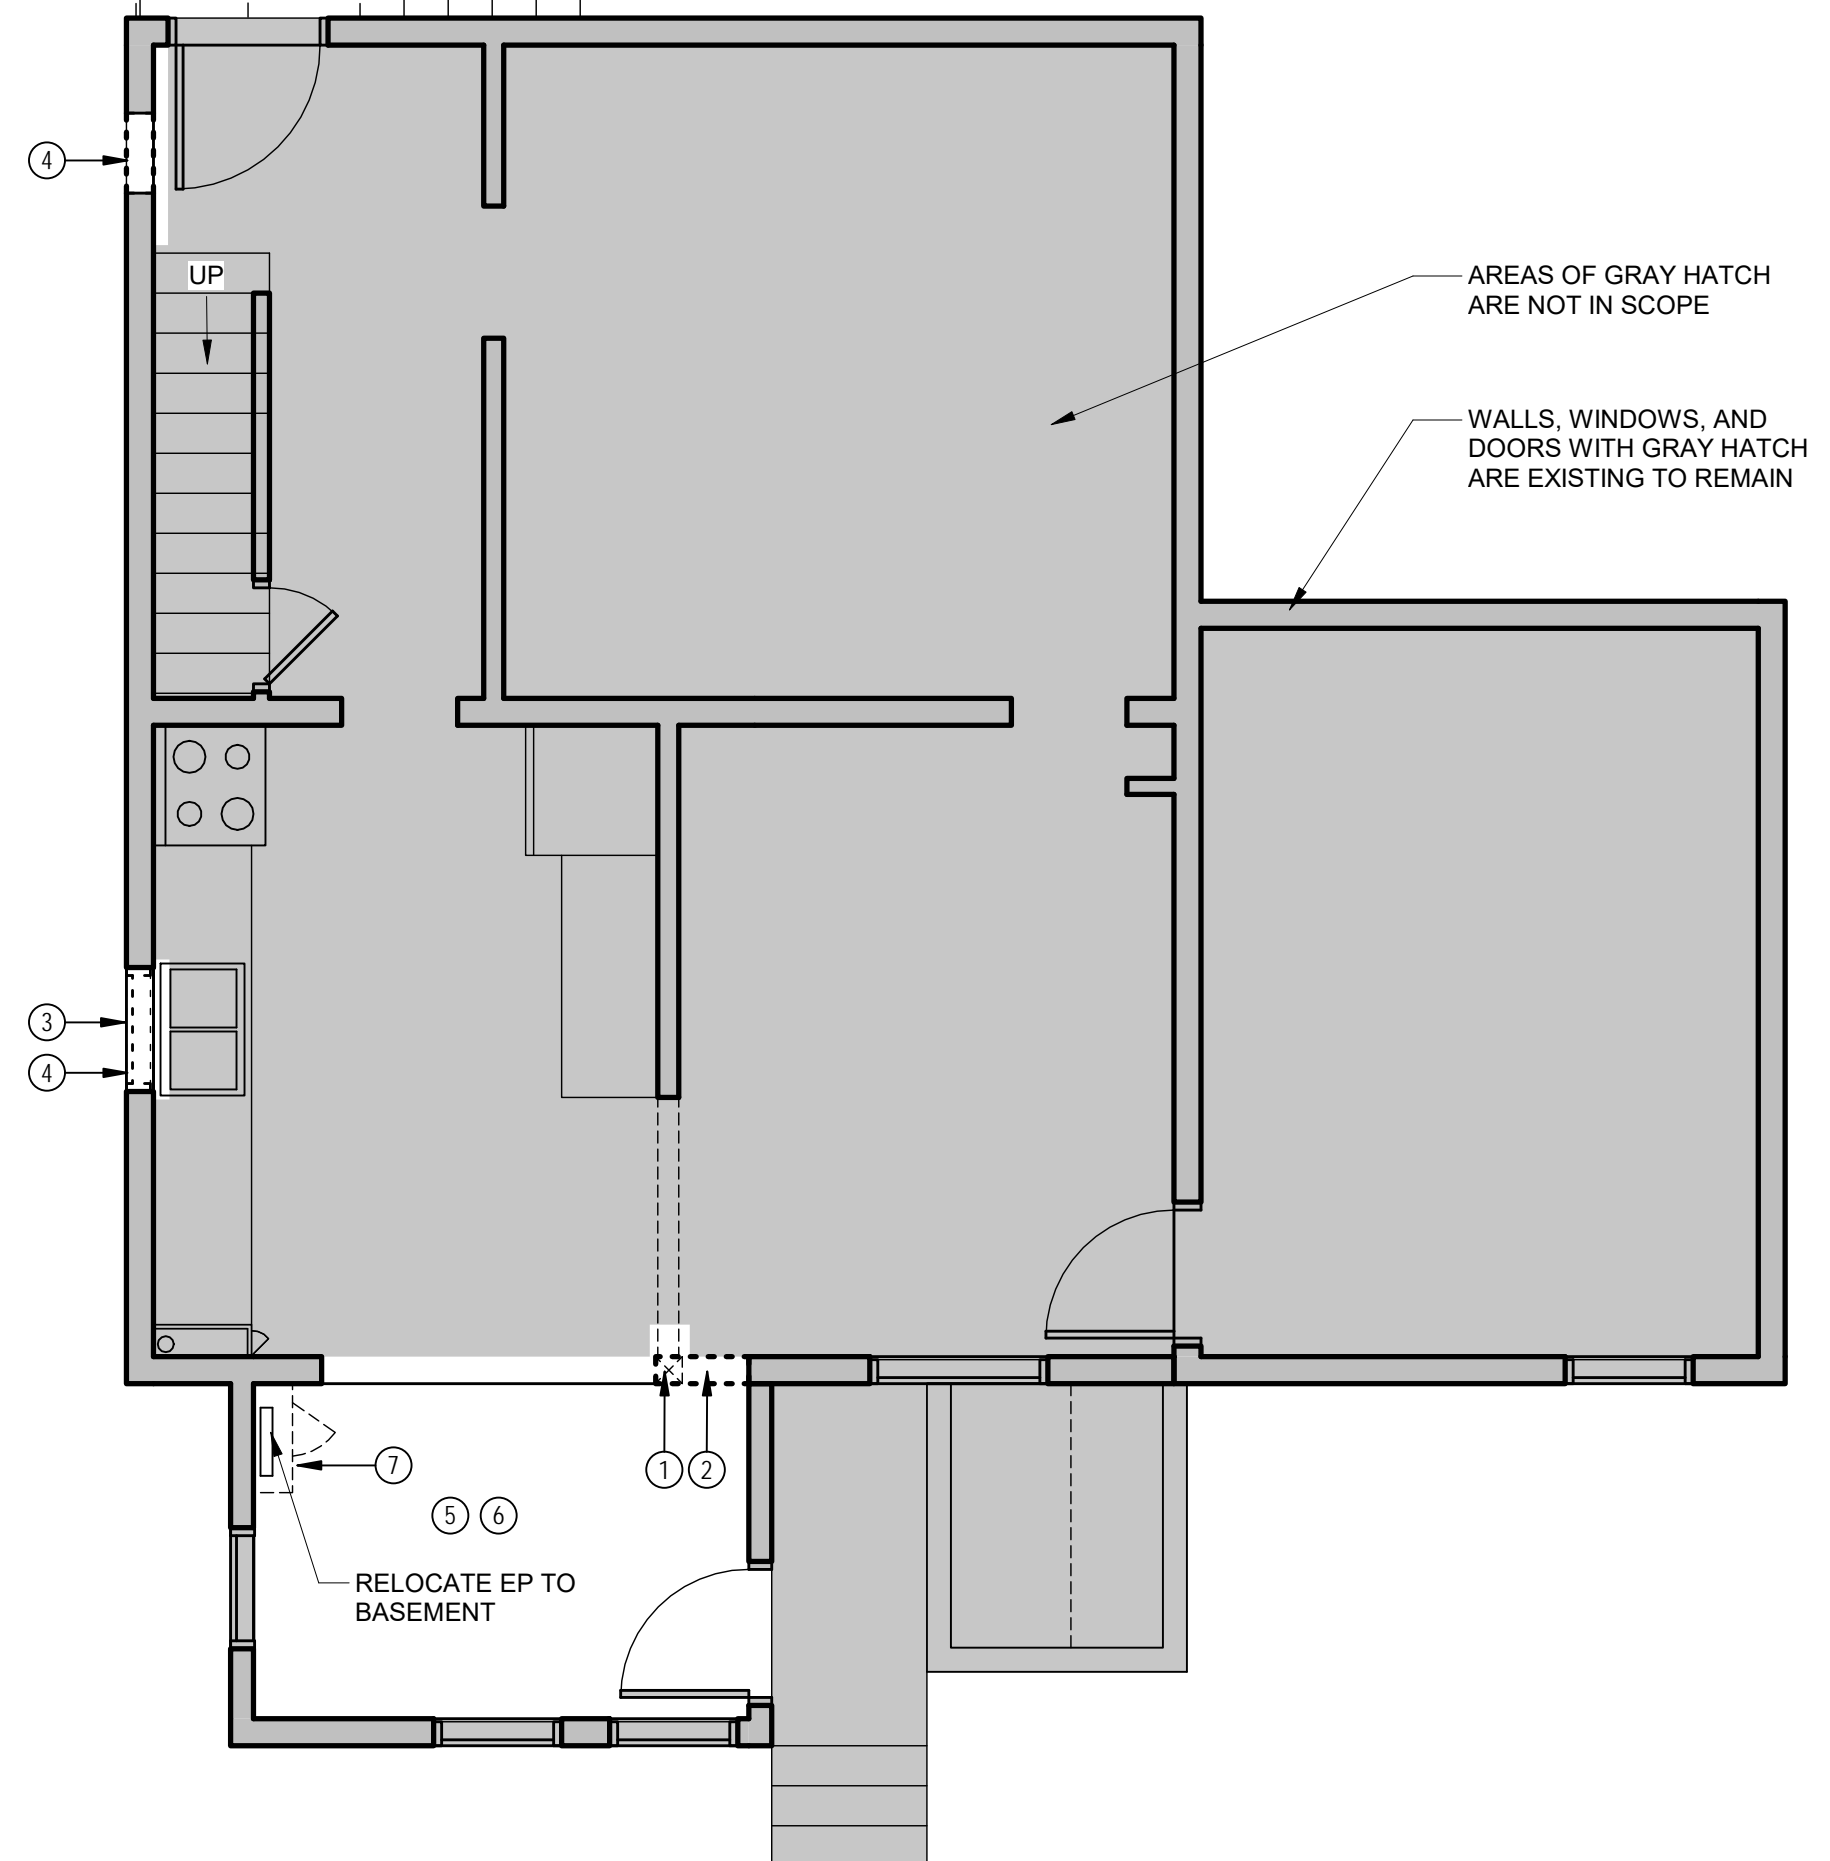 4
UP
AREAS OF GRAY HATCH
ARE NOT IN SCOPE
WALLS, WINDOWS, AND
DOORS WITH GRAY HATCH
ARE EXISTING TO REMAIN
3
4
7
1 2
5 6
RELOCATE EP TO
BASEMENT